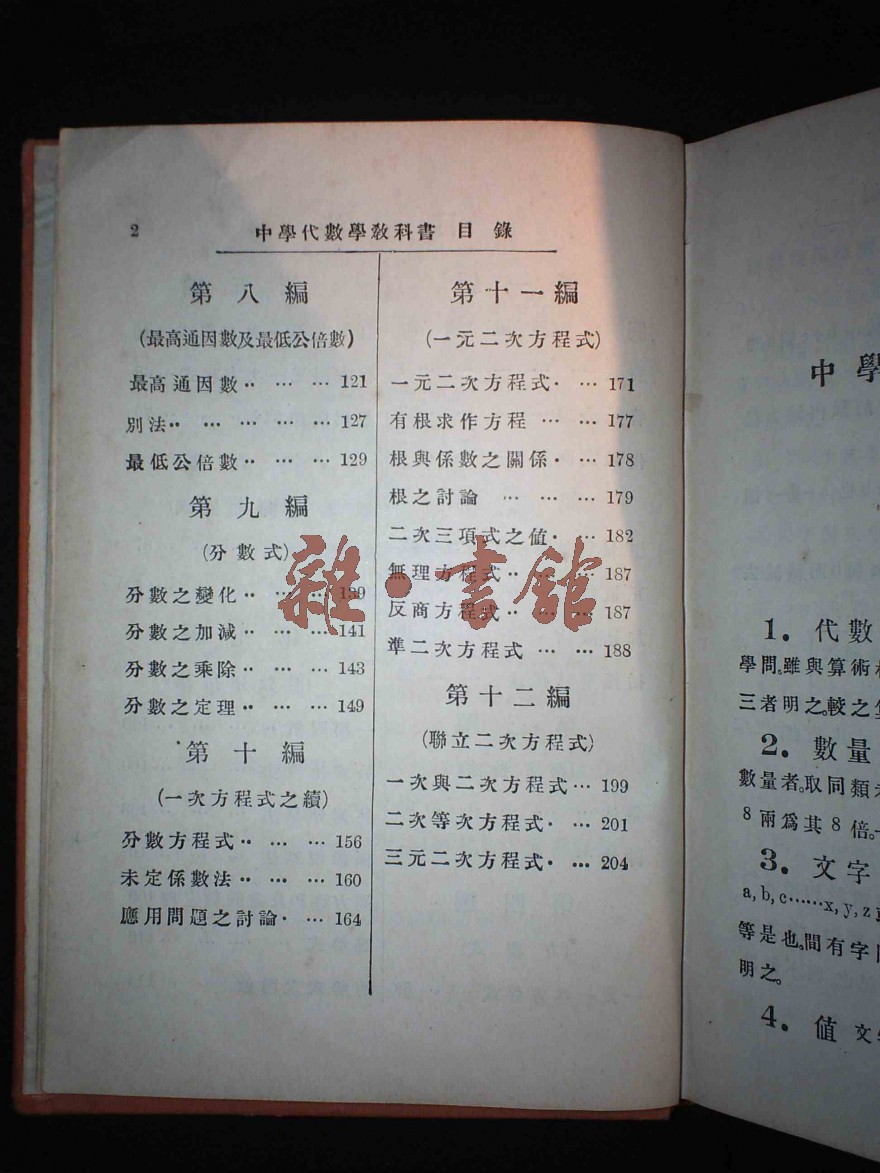 2
中學代數學敎科書 目錄
第八編
(最高通因數及最低公倍數)
最高通因數‥ … … 121
別法‥ … … … … 127
最低公倍數‥ … … 129
第九編
(分數式)
分數之變化‥ … … 139
分數之加減‥ … … 141
分數之乘除‥ … … 143
分數之定理‥ … … 149
第十編
(一次方程式之續)
分數方程式‥ … … 156
未定係數法‥ … … 160
應用問題之討論· … 164
第十一編
(一元二次方程式)
一元二次方程式· … 171
有根求作方程 … … 177
根與係數之關係· … 178
根之討論 … … … 179
二次三項式之値· … 182
無理方程式‥ … … 187
反商方程式‥ … … 187
準二次方程式 … … 188
第十二編
(聯立二次方程式)
一次與二次方程式… 199
二次等次方程式· … 201
三元二次方程式· … 204
雜·書館
中學
1. 代數
學問。雖與算術
三者明之。較之
2. 數量
數量者。取同類
8兩爲其8倍。
3. 文字
a, b, c……x, y, z
等是也。間有字
明之。
4. 値 文